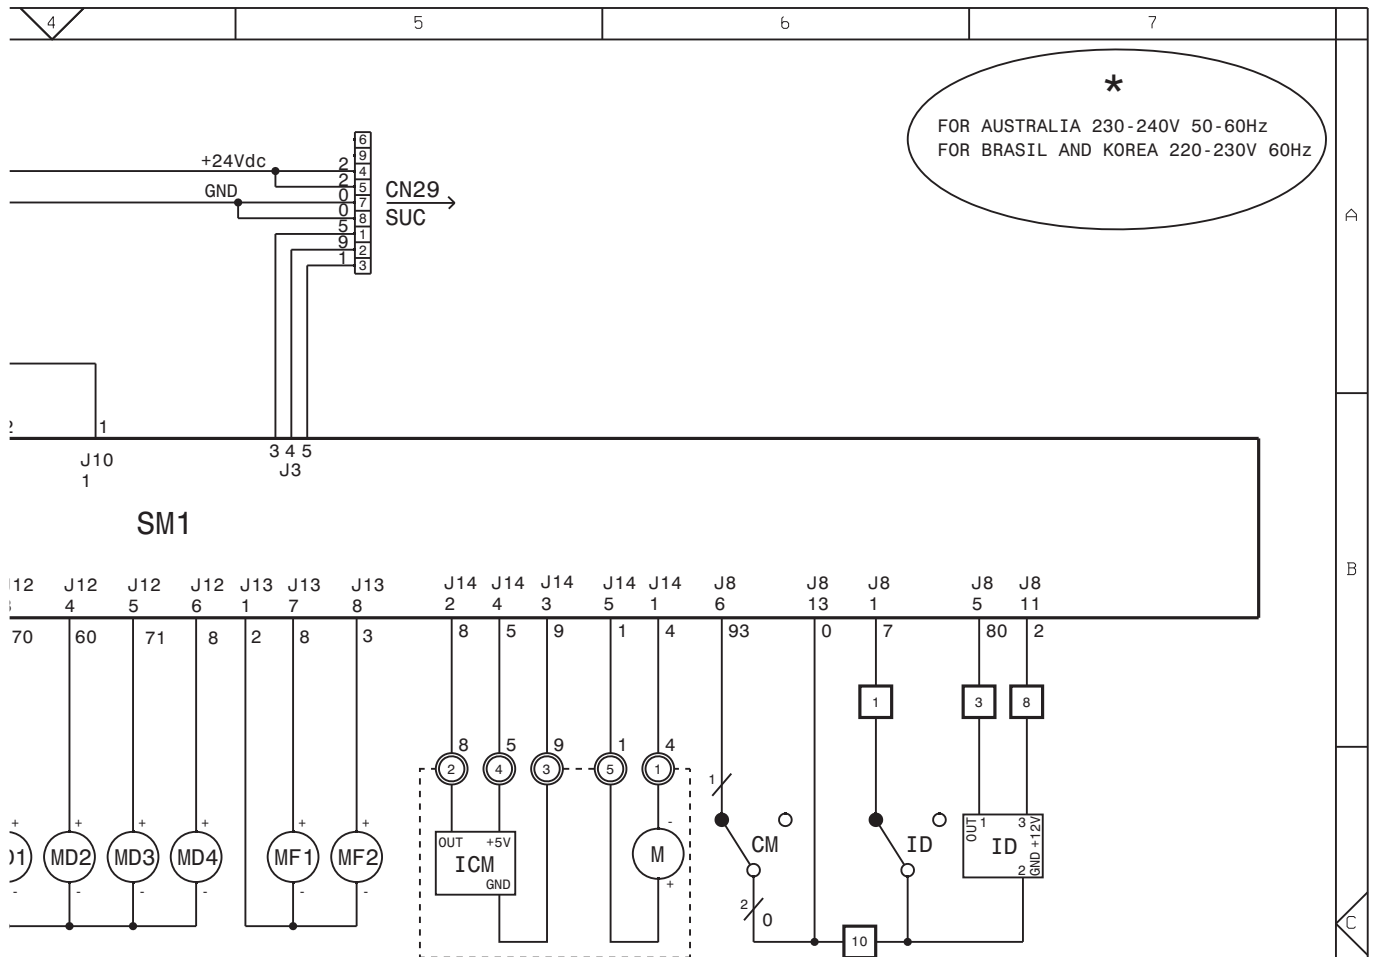 4 5 6 7
*
FOR AUSTRALIA 230-240V 50-60Hz
FOR BRASIL AND KOREA 220-230V 60Hz
A
6
9
+24Vdc 2 4
2 5
GND 0 7
0 8
5 1
9 2
1 3
CN29
SUC
1
J10
1
3 4 5
J3
SM1
B
J12 J12 J12 J12 J13 J13 J13 J14 J14 J14 J14 J14 J8 J8 J8 J8 J8
4 5 6 1 7 8 2 4 3 5 1 6 13 1 5 11
70 60 71 8 2 8 3 8 5 9 1 4 93 0 7 80 2
1 3 8
8 5 9 1 4
2 4 3 5 1
1
+ + + + + + -
MD2 MD3 MD4 MF1 MF2
- - - - - -
OUT +5V
ICM
GND
M
+
CM
2
0
ID
OUT 1 3 +12V
ID
2 GND
10
C